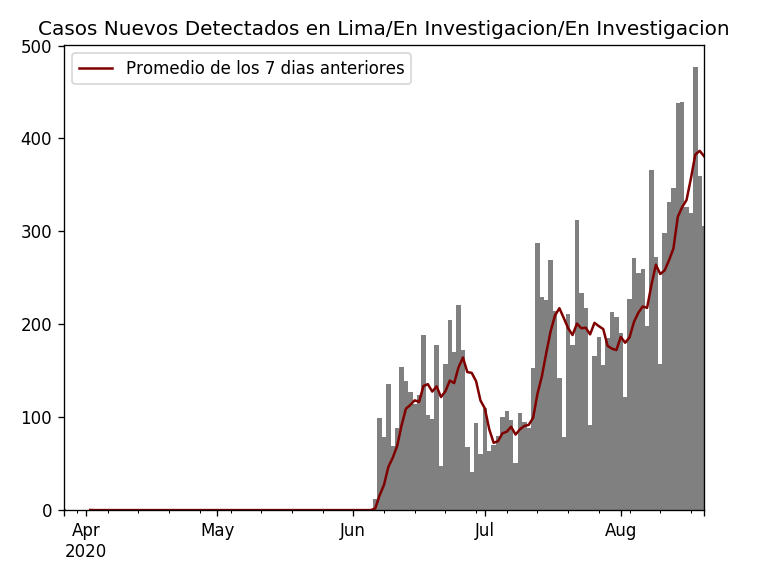 Casos Nuevos Detectados en Lima/En Investigacion/En Investigacion
Promedio de los 7 dias anteriores
500
400
300
200
100
0
Apr May Jun Jul Aug
2020